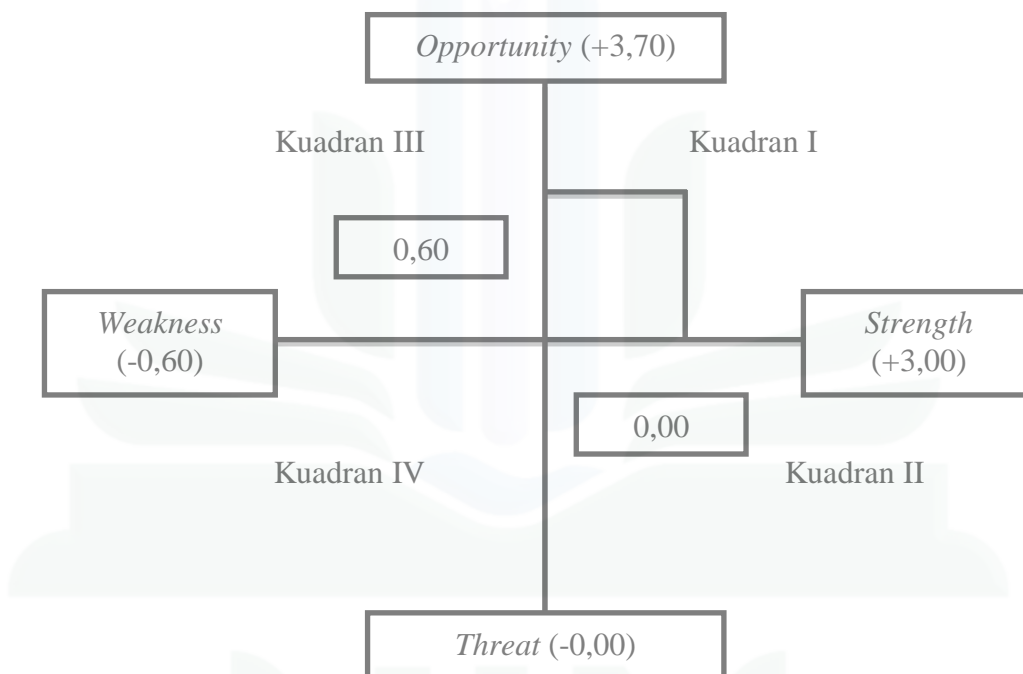 Opportunity (+3,70)
Kuadran III
Kuadran I
0,60
Weakness
(-0,60)
Strength
(+3,00)
0,00
Kuadran IV
Kuadran II
Threat (-0,00)